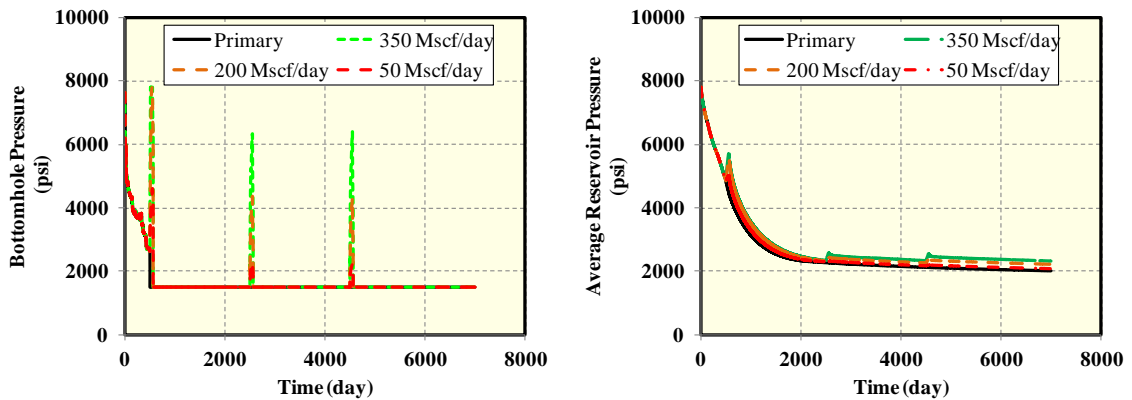 10000
8000
6000
4000
2000
0
Bottomhole Pressure
(psi)
Primary
350 Mscf/day
200 Mscf/day
50 Mscf/day
0
2000
4000
6000
8000
Time (day)
10000
8000
6000
4000
2000
0
Average Reservoir Pressure
(psi)
Primary
350 Mscf/day
200 Mscf/day
50 Mscf/day
0
2000
4000
6000
8000
Time (day)